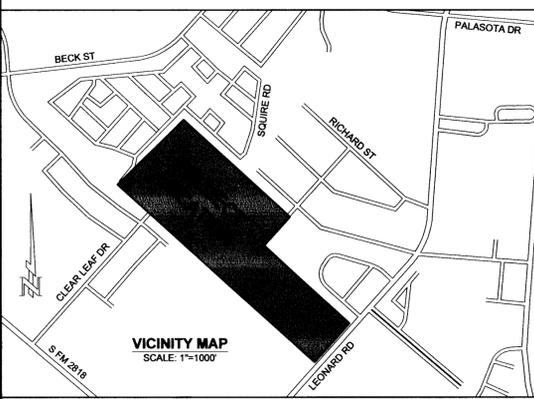 PALASOTA DR
BECK ST
SQUIRE RD
RICHARD ST
N
CLEAR LEAF DR
VICINITY MAP
SCALE: 1"=1000'
S FM 2818
LEONARD RD